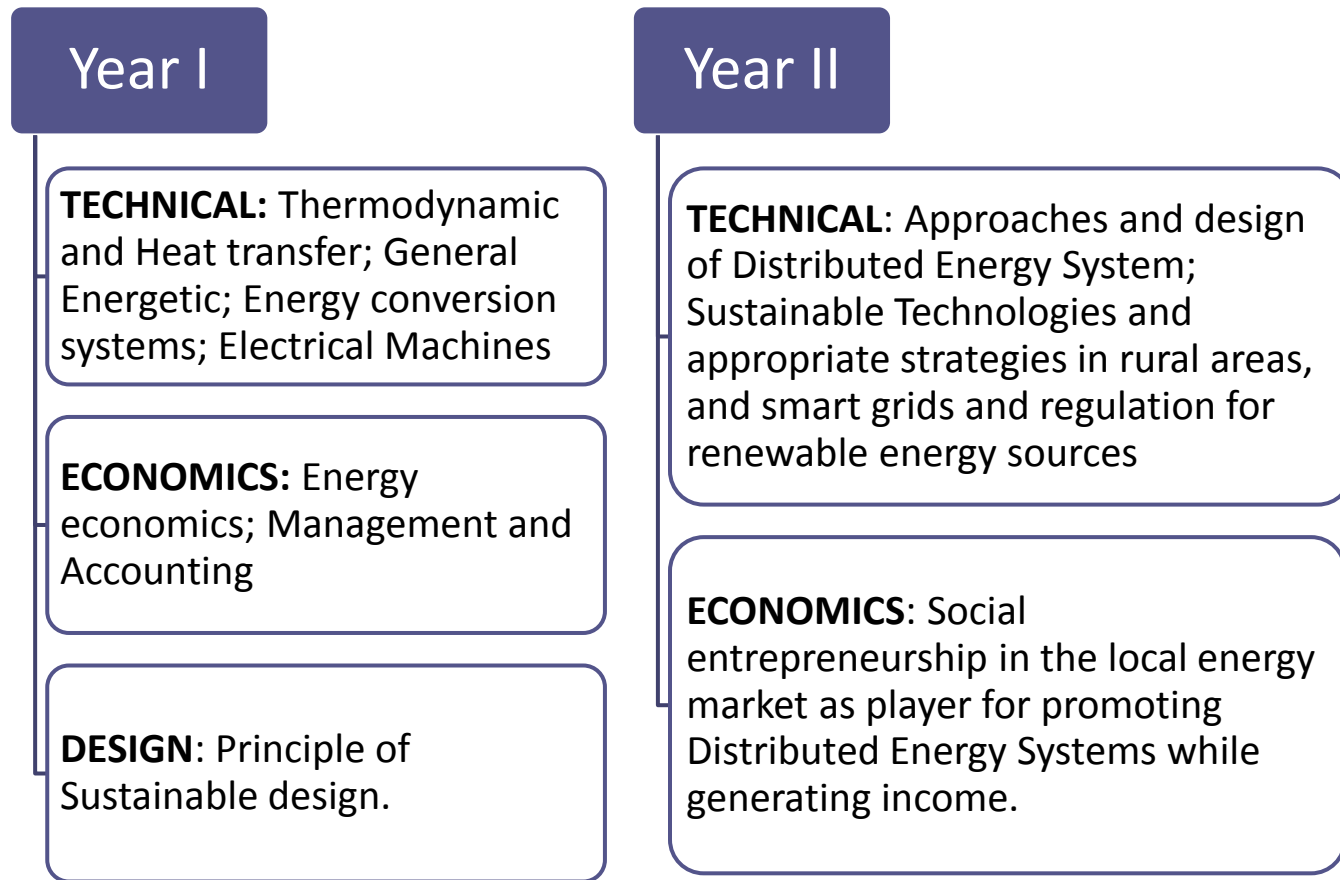 Year I
TECHNICAL: Thermodynamic
and Heat transfer; General
Energetic; Energy conversion
systems; Electrical Machines
ECONOMICS: Energy
economics; Management and
Accounting
DESIGN: Principle of
Sustainable design.
Year II
TECHNICAL: Approaches and design
of Distributed Energy System;
Sustainable Technologies and
appropriate strategies in rural areas,
and smart grids and regulation for
renewable energy sources
ECONOMICS: Social
entrepreneurship in the local energy
market as player for promoting
Distributed Energy Systems while
generating income.